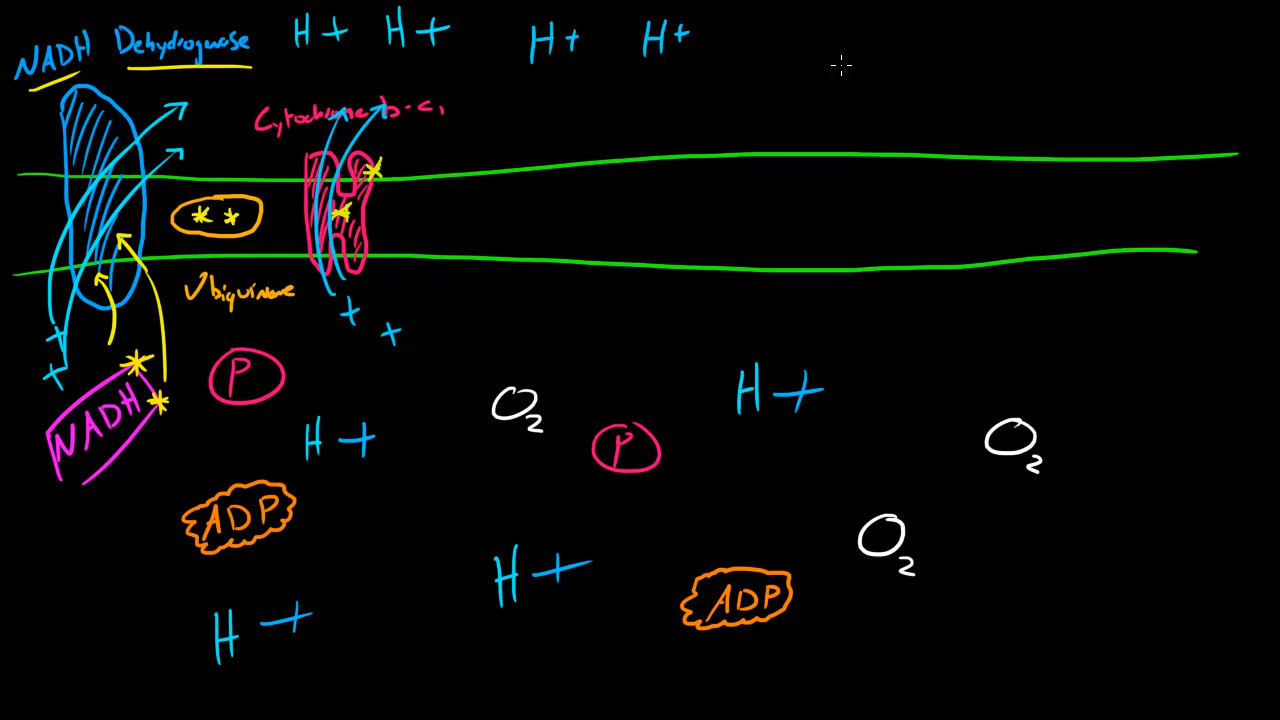 NADH Dehydrogenase H+ H+ H+ H+
Cytochrome b-c1
* *
Ubiquinone
+ +
+ +
NADH
P
H+
O2
P
H+
O2
ADP
O2
H+
ADP
H+